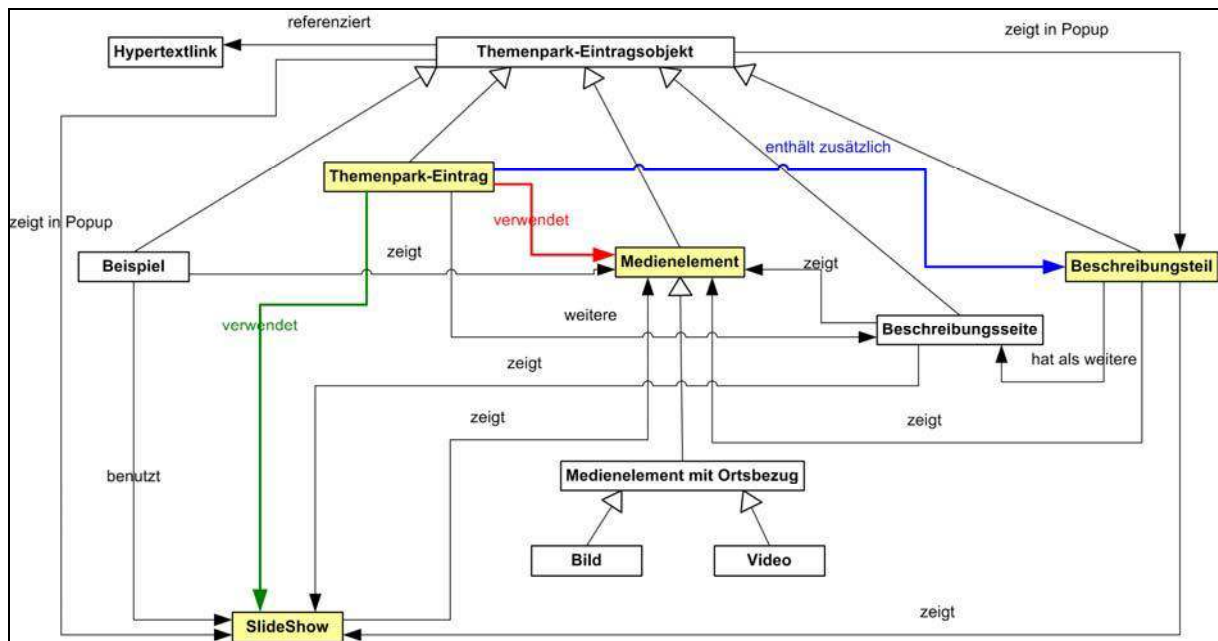 referenziert
zeigt in Popup
Hypertextlink
Themenpark-Eintragsobjekt
enthält zusätzlich
Themenpark-Eintrag
zeigt in Popup
verwendet
zeigt
Beispiel
Medienelement
zeigt
Beschreibungsteil
verwendet
weitere
Beschreibungsseite
zeigt
hat als weitere
zeigt
zeigt
benutzt
Medienelement mit Ortsbezug
Bild
Video
SlideShow
zeigt